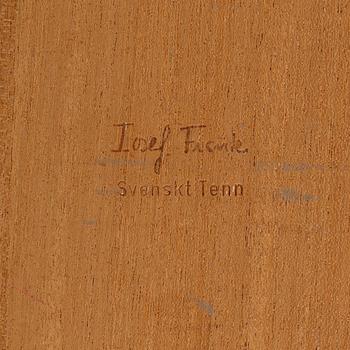 Josef Frank
Svenskt Tenn